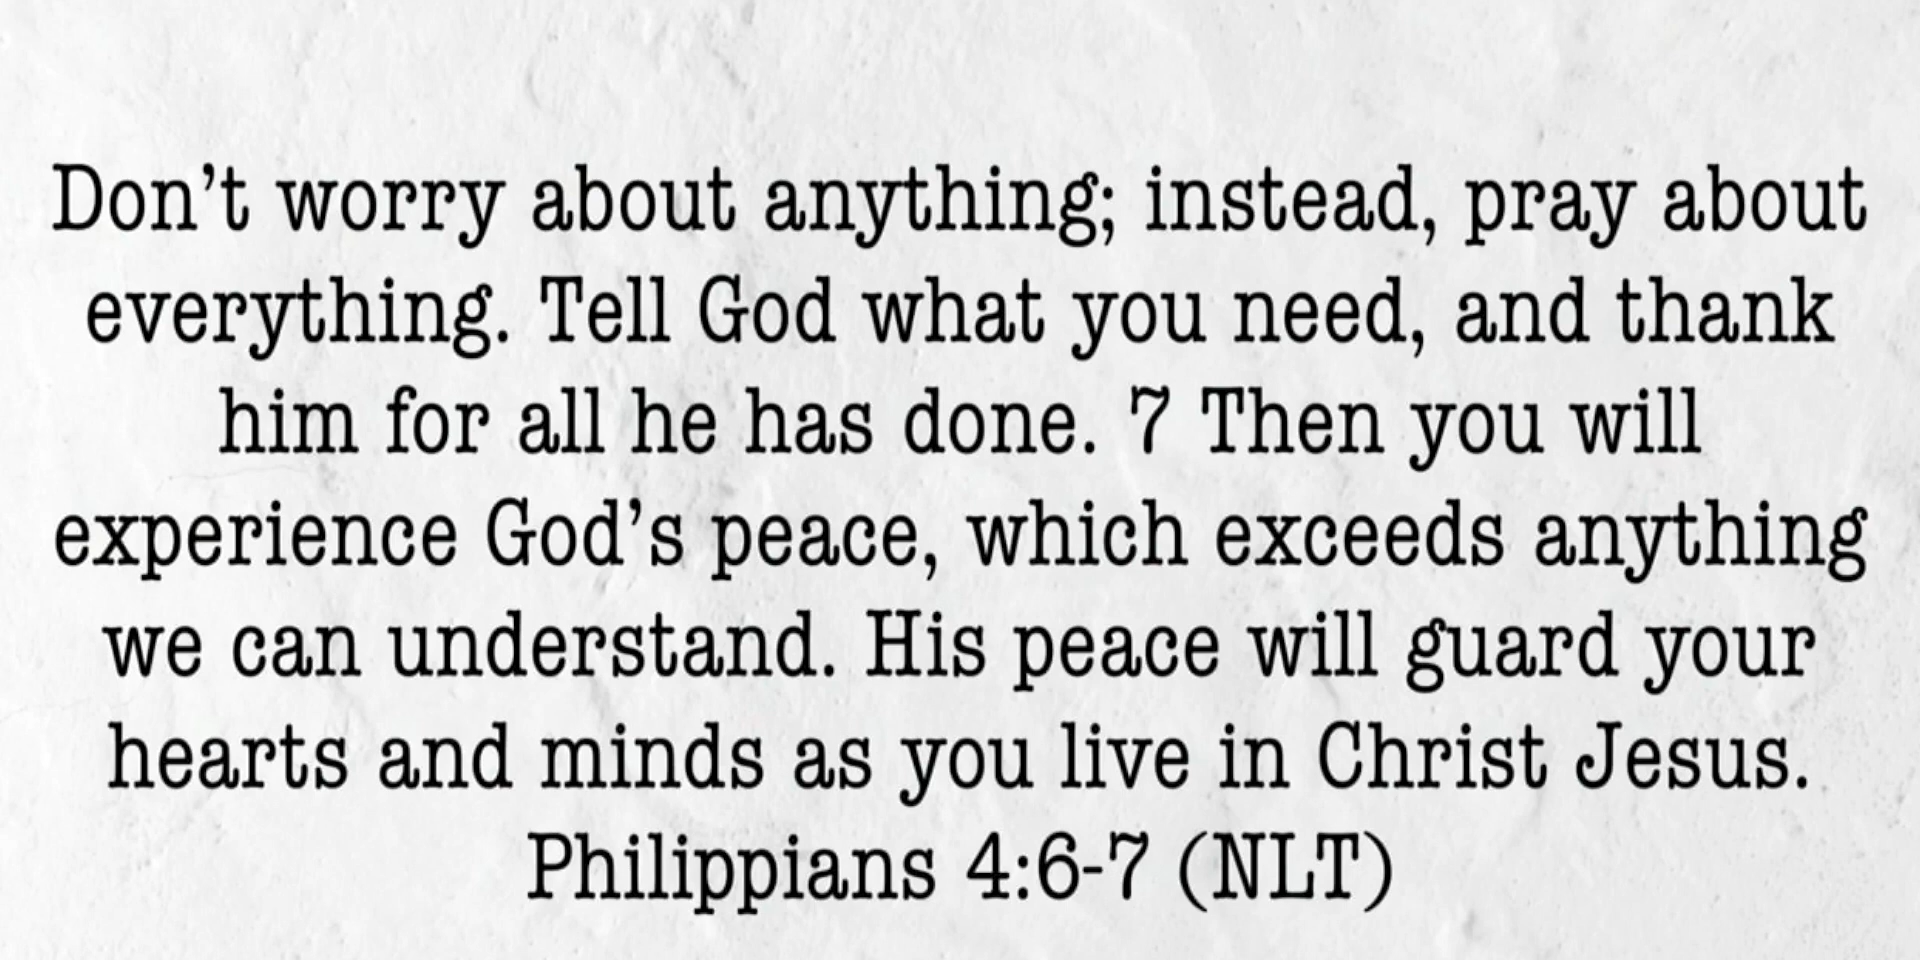 Don’t worry about anything; instead, pray about
everything. Tell God what you need, and thank
him for all he has done. 7 Then you will
experience God’s peace, which exceeds anything
we can understand. His peace will guard your
hearts and minds as you live in Christ Jesus.
Philippians 4:6-7 (NLT)